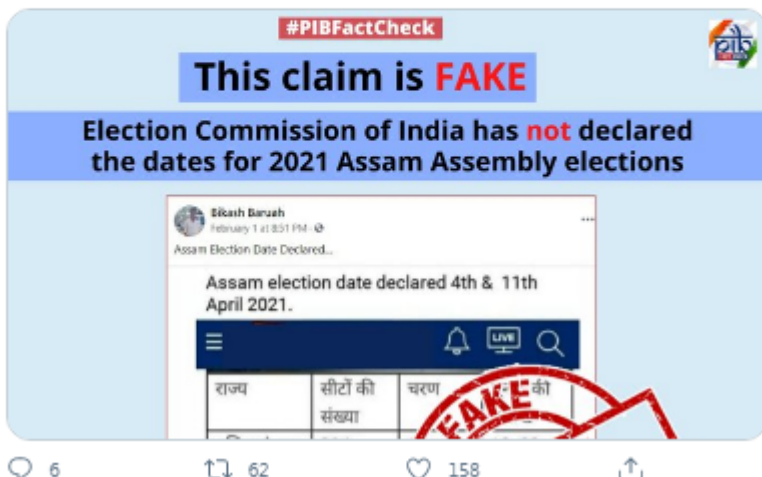 #PIBFactCheck
pib
This claim is FAKE
Election Commission of India has not declared
the dates for 2021 Assam Assembly elections
Bikash Baruah
February 1 at 8:51 PM
Assam Election Date Declared...
Assam election date declared 4th & 11th
April 2021.
LIVE
राज्य सीटों की चरण की
संख्या
FAKE
6 62 158